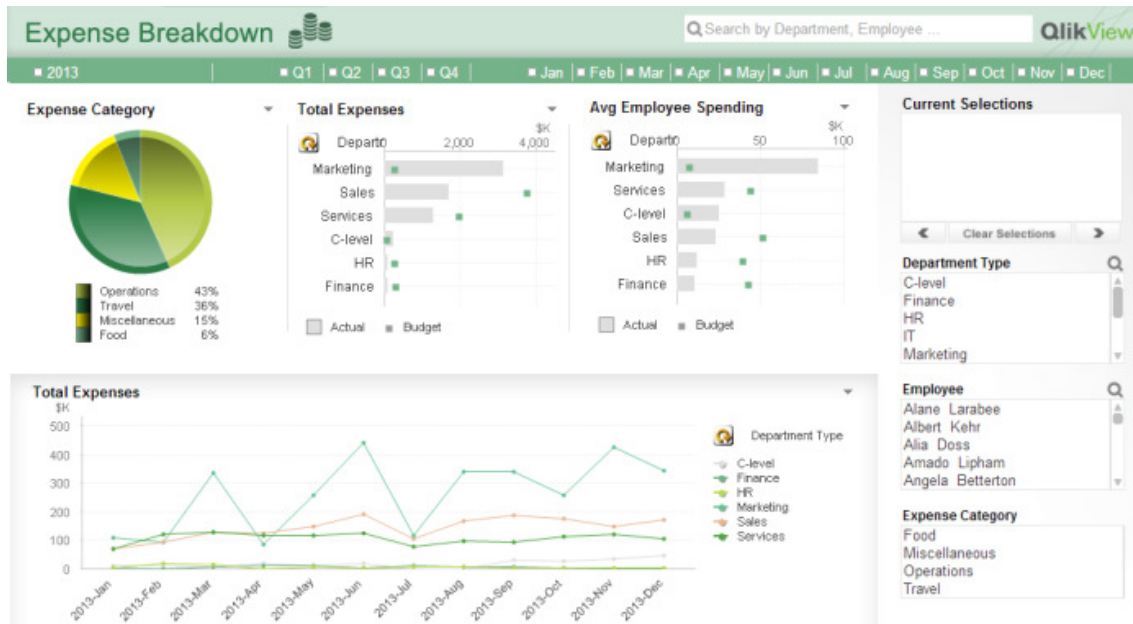 Expense Breakdown
Search by Department, Employee ...
QlikView
2013 Q1 Q2 Q3 Q4 Jan Feb Mar Apr May Jun Jul Aug Sep Oct Nov Dec
Expense Category
Operations 43%
Travel 36%
Miscellaneous 15%
Food 6%
Total Expenses
$K
Departm 0 2,000 4,000
Marketing
Sales
Services
C-level
HR
Finance
Actual Budget
Avg Employee Spending
$K
Departm 0 50 100
Marketing
Services
C-level
Sales
HR
Finance
Actual Budget
Current Selections
Clear Selections
Department Type
C-level
Finance
HR
IT
Marketing
Employee
Alane Larabee
Albert Kehr
Alia Doss
Amado Lipham
Angela Betterton
Expense Category
Food
Miscellaneous
Operations
Travel
Total Expenses
$K
500
400
300
200
100
0
2013-Jan 2013-Feb 2013-Mar 2013-Apr 2013-May 2013-Jun 2013-Jul 2013-Aug 2013-Sep 2013-Oct 2013-Nov 2013-Dec
Department Type
C-level
Finance
HR
Marketing
Sales
Services